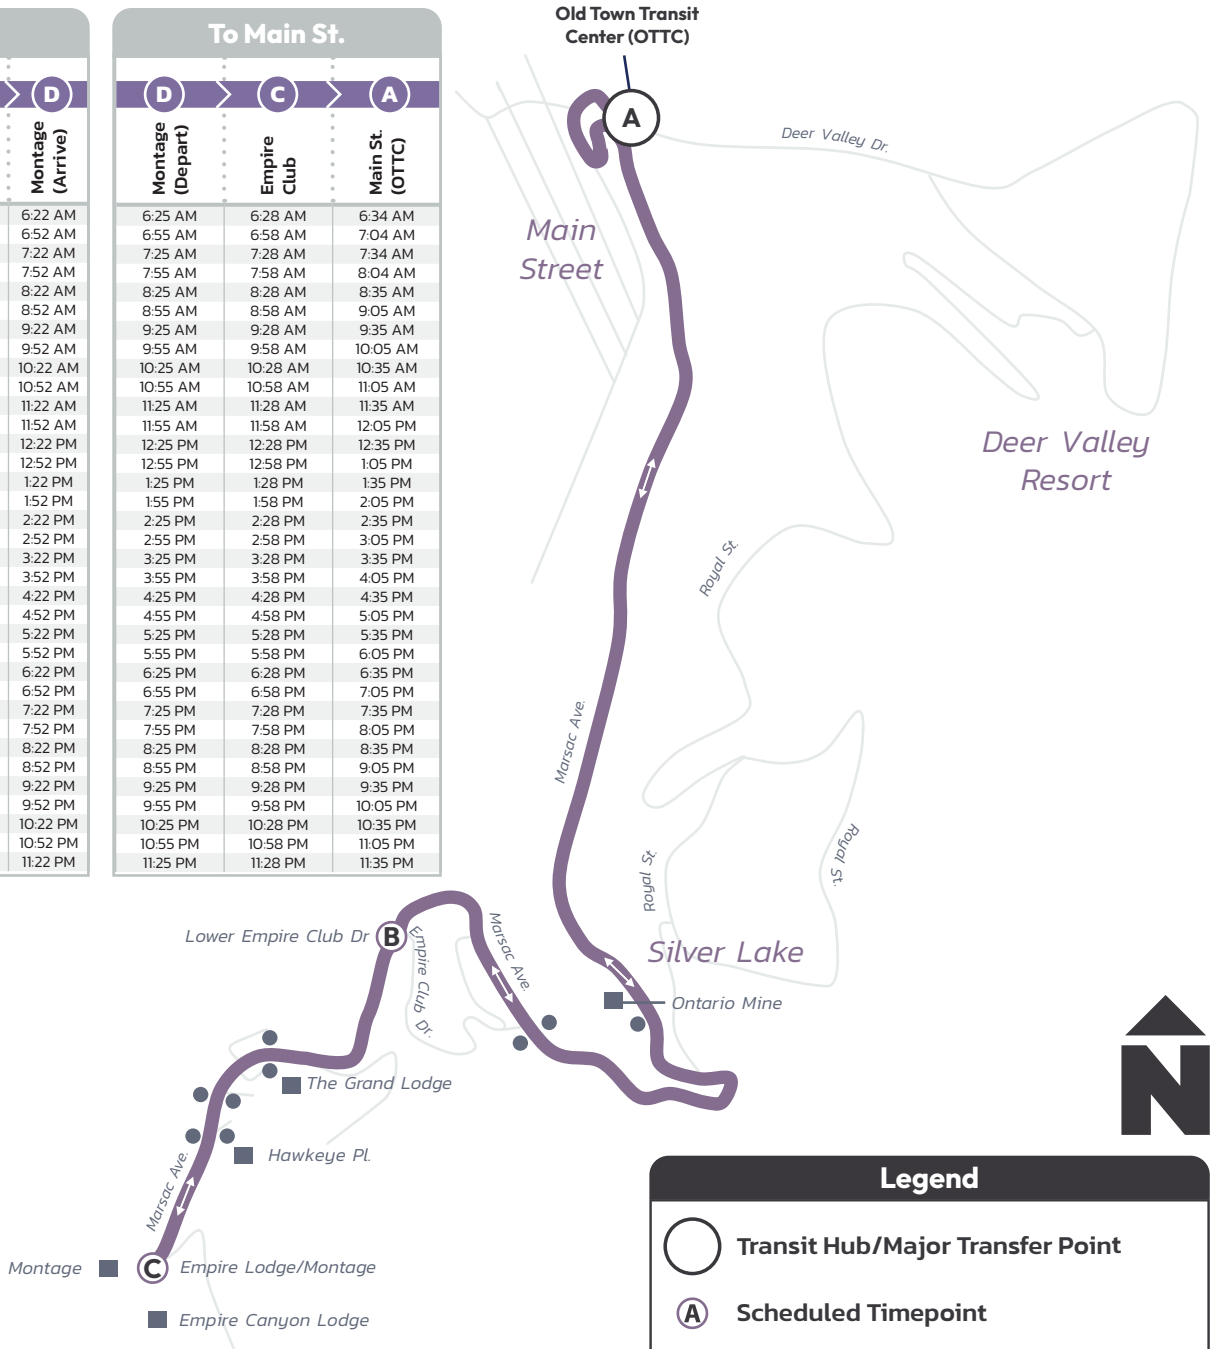 To Main St.
D
D
C
A
Montage
(Arrive)
Montage
(Depart)
Empire
Club
Main St.
(OTTC)
6:22 AM 6:25 AM 6:28 AM 6:34 AM
6:52 AM 6:55 AM 6:58 AM 7:04 AM
7:22 AM 7:25 AM 7:28 AM 7:34 AM
7:52 AM 7:55 AM 7:58 AM 8:04 AM
8:22 AM 8:25 AM 8:28 AM 8:35 AM
8:52 AM 8:55 AM 8:58 AM 9:05 AM
9:22 AM 9:25 AM 9:28 AM 9:35 AM
9:52 AM 9:55 AM 9:58 AM 10:05 AM
10:22 AM 10:25 AM 10:28 AM 10:35 AM
10:52 AM 10:55 AM 10:58 AM 11:05 AM
11:22 AM 11:25 AM 11:28 AM 11:35 AM
11:52 AM 11:55 AM 11:58 AM 12:05 PM
12:22 PM 12:25 PM 12:28 PM 12:35 PM
12:52 PM 12:55 PM 12:58 PM 1:05 PM
1:22 PM 1:25 PM 1:28 PM 1:35 PM
1:52 PM 1:55 PM 1:58 PM 2:05 PM
2:22 PM 2:25 PM 2:28 PM 2:35 PM
2:52 PM 2:55 PM 2:58 PM 3:05 PM
3:22 PM 3:25 PM 3:28 PM 3:35 PM
3:52 PM 3:55 PM 3:58 PM 4:05 PM
4:22 PM 4:25 PM 4:28 PM 4:35 PM
4:52 PM 4:55 PM 4:58 PM 5:05 PM
5:22 PM 5:25 PM 5:28 PM 5:35 PM
5:52 PM 5:55 PM 5:58 PM 6:05 PM
6:22 PM 6:25 PM 6:28 PM 6:35 PM
6:52 PM 6:55 PM 6:58 PM 7:05 PM
7:22 PM 7:25 PM 7:28 PM 7:35 PM
7:52 PM 7:55 PM 7:58 PM 8:05 PM
8:22 PM 8:25 PM 8:28 PM 8:35 PM
8:52 PM 8:55 PM 8:58 PM 9:05 PM
9:22 PM 9:25 PM 9:28 PM 9:35 PM
9:52 PM 9:55 PM 9:58 PM 10:05 PM
10:22 PM 10:25 PM 10:28 PM 10:35 PM
10:52 PM 10:55 PM 10:58 PM 11:05 PM
11:22 PM 11:25 PM 11:28 PM 11:35 PM
Old Town Transit
Center (OTTC)
A
Deer Valley Dr.
Main
Street
Deer Valley
Resort
Royal St.
Marsac Ave.
Royal St.
Royal St.
Lower Empire Club Dr
B
Empire Club Dr.
Marsac Ave.
Silver Lake
Ontario Mine
The Grand Lodge
Hawkeye Pl.
Marsac Ave.
Montage
C
Empire Lodge/Montage
Empire Canyon Lodge
N
Legend
Transit Hub/Major Transfer Point
A
Scheduled Timepoint